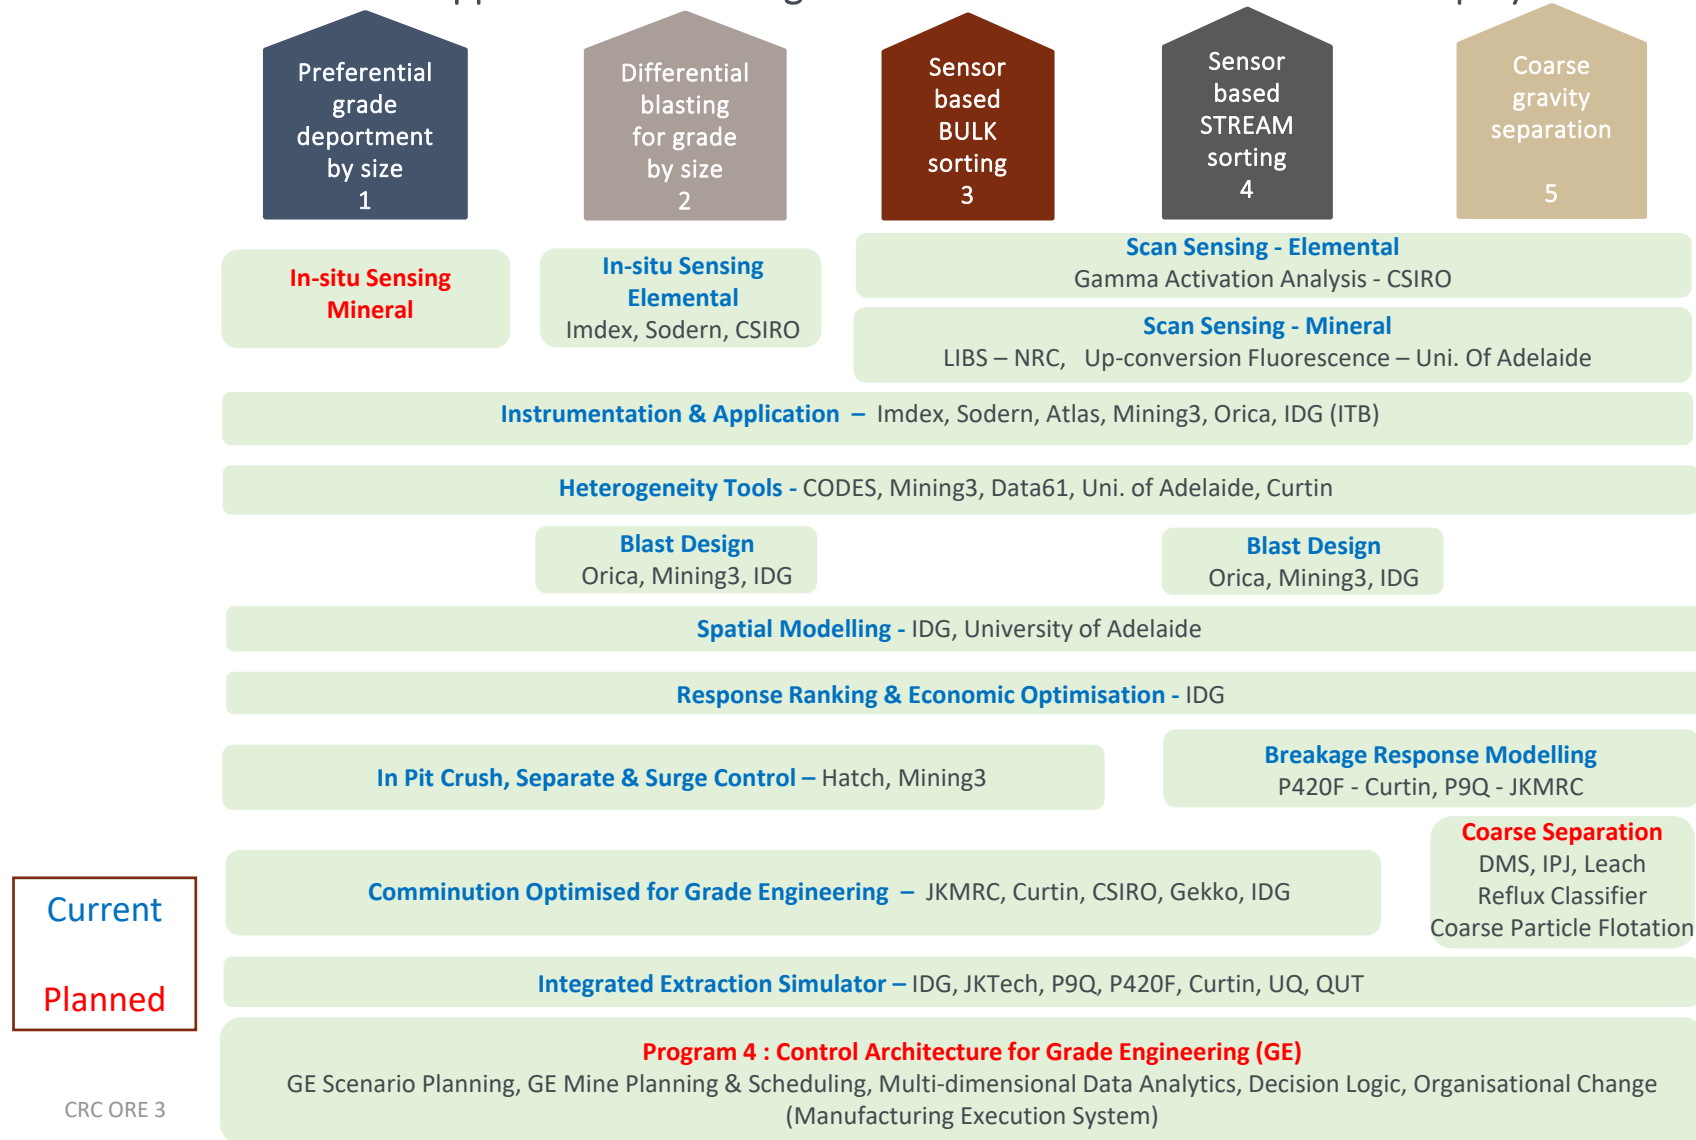 Preferential
grade
deportment
by size
1
Differential
blasting
for grade
by size
2
Sensor
based
BULK
sorting
3
Sensor
based
STREAM
sorting
4
Coarse
gravity
separation
5
In-situ Sensing
Mineral
In-situ Sensing
Elemental
Imdex, Sodern, CSIRO
Scan Sensing - Elemental
Gamma Activation Analysis - CSIRO
Scan Sensing - Mineral
LIBS – NRC, Up-conversion Fluorescence – Uni. Of Adelaide
Instrumentation & Application – Imdex, Sodern, Atlas, Mining3, Orica, IDG (ITB)
Heterogeneity Tools - CODES, Mining3, Data61, Uni. of Adelaide, Curtin
Blast Design
Orica, Mining3, IDG
Blast Design
Orica, Mining3, IDG
Spatial Modelling - IDG, University of Adelaide
Response Ranking & Economic Optimisation - IDG
In Pit Crush, Separate & Surge Control – Hatch, Mining3
Breakage Response Modelling
P420F - Curtin, P9Q - JKMRC
Coarse Separation
DMS, IPJ, Leach
Reflux Classifier
Coarse Particle Flotation
Comminution Optimised for Grade Engineering – JKMRC, Curtin, CSIRO, Gekko, IDG
Current
Planned
Integrated Extraction Simulator – IDG, JKTech, P9Q, P420F, Curtin, UQ, QUT
Program 4 : Control Architecture for Grade Engineering (GE)
GE Scenario Planning, GE Mine Planning & Scheduling, Multi-dimensional Data Analytics, Decision Logic, Organisational Change
(Manufacturing Execution System)
CRC ORE 3